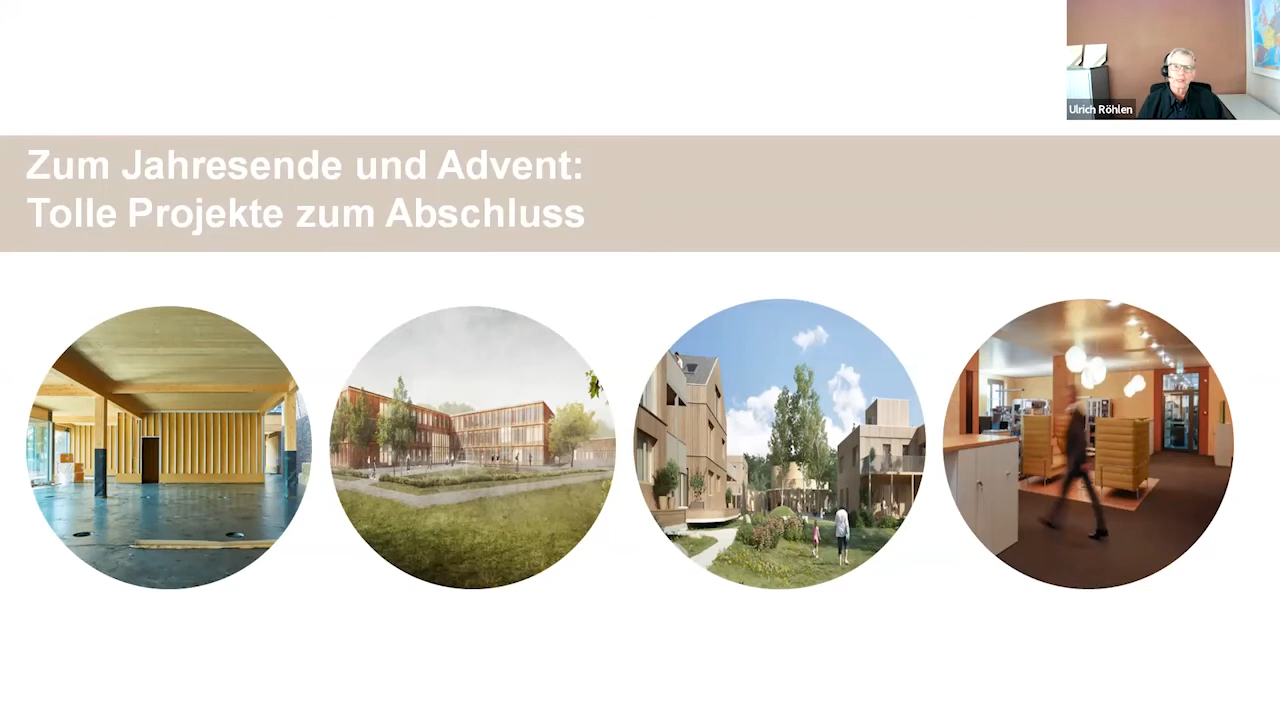 Ulrich Röhlen
Zum Jahresende und Advent:
Tolle Projekte zum Abschluss